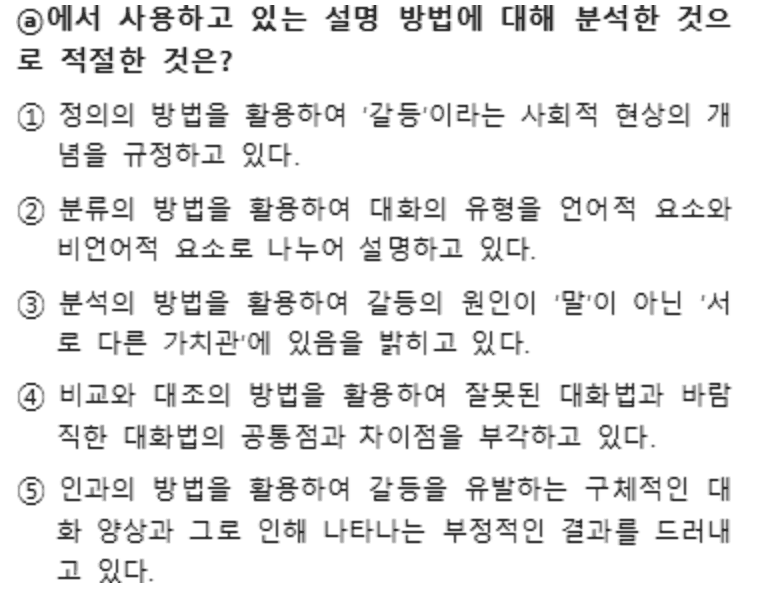 ⓐ에서 사용하고 있는 설명 방법에 대해 분석한 것으
로 적절한 것은?
① 정의의 방법을 활용하여 '갈등'이라는 사회적 현상의 개
념을 규정하고 있다.
② 분류의 방법을 활용하여 대화의 유형을 언어적 요소와
비언어적 요소로 나누어 설명하고 있다.
③ 분석의 방법을 활용하여 갈등의 원인이 '말'이 아닌 '서
로 다른 가치관'에 있음을 밝히고 있다.
④ 비교와 대조의 방법을 활용하여 잘못된 대화법과 바람
직한 대화법의 공통점과 차이점을 부각하고 있다.
⑤ 인과의 방법을 활용하여 갈등을 유발하는 구체적인 대
화 양상과 그로 인해 나타나는 부정적인 결과를 드러내
고 있다.